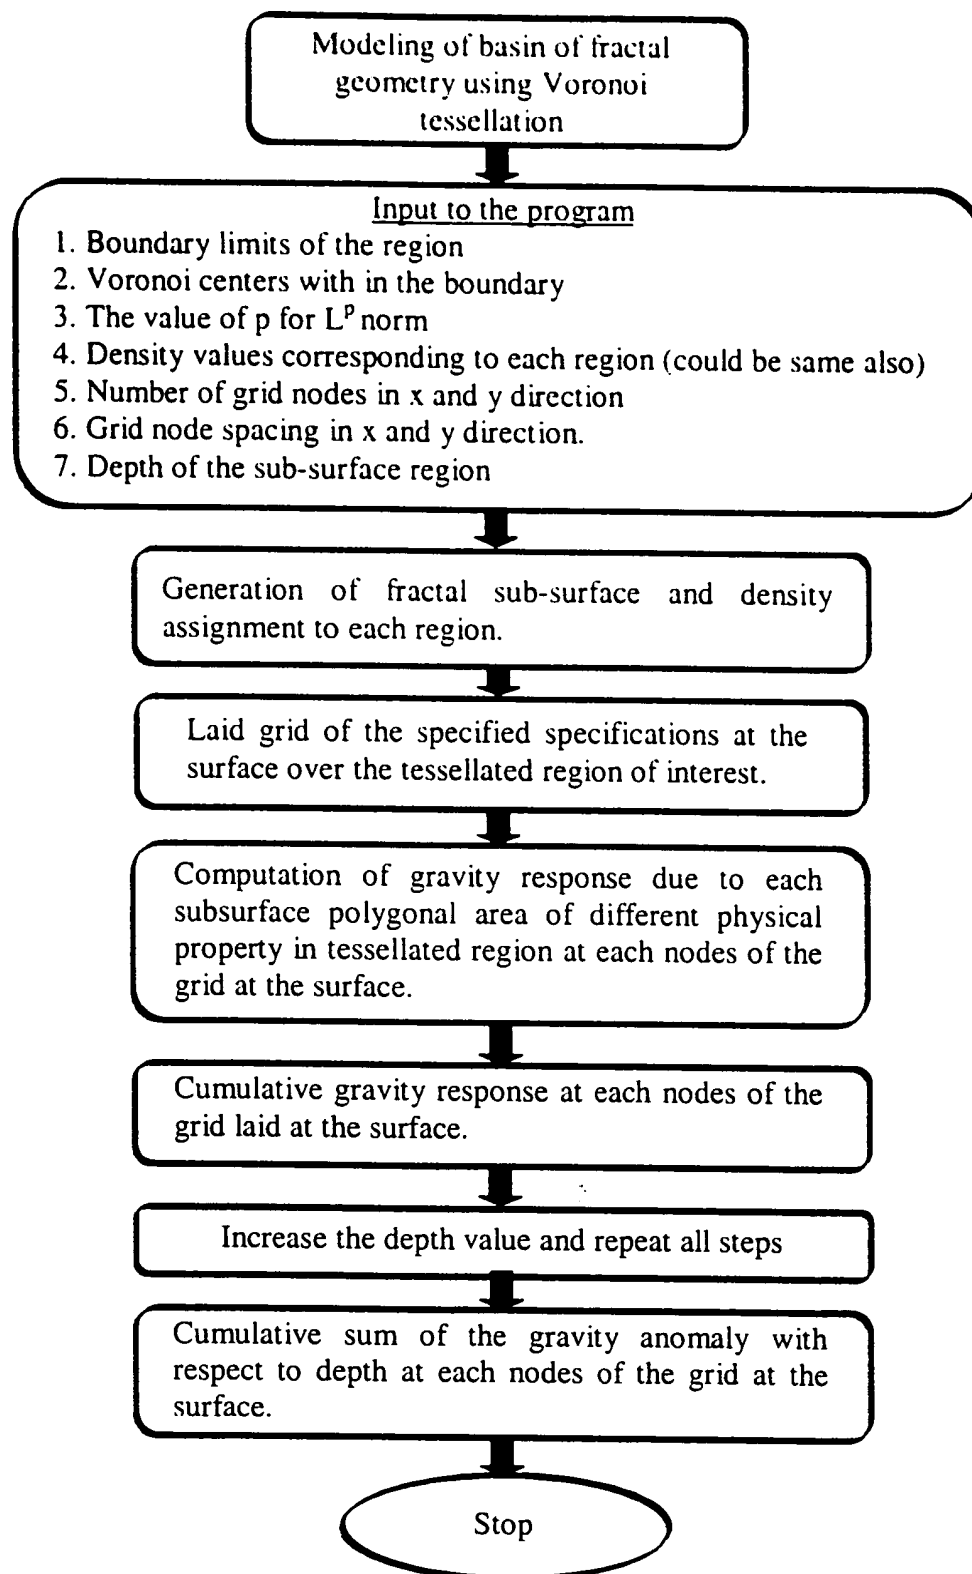 Modeling of basin of fractal
geometry using Voronoi
tessellation
Input to the program
1. Boundary limits of the region
2. Voronoi centers with in the boundary
3. The value of p for Lᵖ norm
4. Density values corresponding to each region (could be same also)
5. Number of grid nodes in x and y direction
6. Grid node spacing in x and y direction.
7. Depth of the sub-surface region
Generation of fractal sub-surface and density
assignment to each region.
Laid grid of the specified specifications at the
surface over the tessellated region of interest.
Computation of gravity response due to each
subsurface polygonal area of different physical
property in tessellated region at each nodes of the
grid at the surface.
Cumulative gravity response at each nodes of the
grid laid at the surface.
Increase the depth value and repeat all steps
Cumulative sum of the gravity anomaly with
respect to depth at each nodes of the grid at the
surface.
Stop